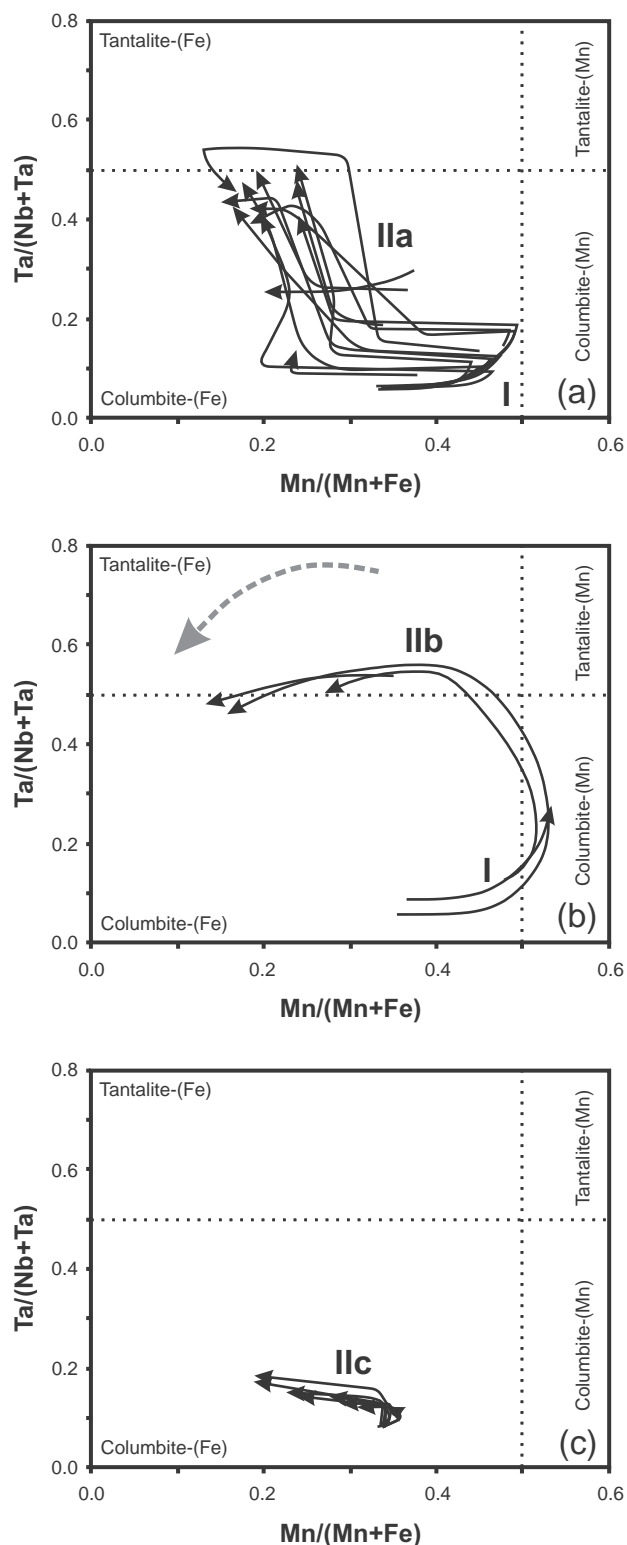 0.8
Tantalite-(Fe)
Tantalite-(Mn)
0.6
Ta/(Nb+Ta)
0.4
IIa
Columbite-(Mn)
0.2
I
(a)
Columbite-(Fe)
0.0
0.0 0.2 0.4 0.6
Mn/(Mn+Fe)
0.8
Tantalite-(Fe)
Tantalite-(Mn)
0.6
IIb
Ta/(Nb+Ta)
0.4
Columbite-(Mn)
0.2
I
(b)
Columbite-(Fe)
0.0
0.0 0.2 0.4 0.6
Mn/(Mn+Fe)
0.8
Tantalite-(Fe)
Tantalite-(Mn)
0.6
Ta/(Nb+Ta)
0.4
Columbite-(Mn)
0.2
IIc
(c)
Columbite-(Fe)
0.0
0.0 0.2 0.4 0.6
Mn/(Mn+Fe)